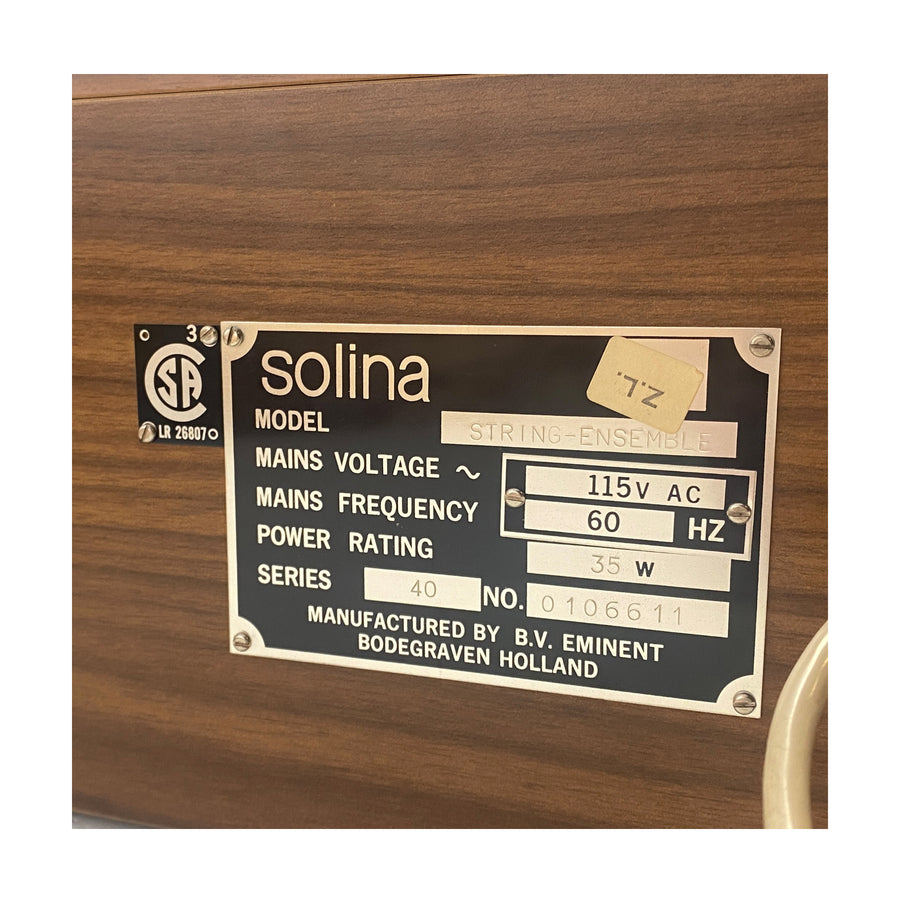 3
CSA
LR 26807
solina
Z.L.
MODEL STRING-ENSEMBLE
MAINS VOLTAGE ~ 115V AC
MAINS FREQUENCY 60 HZ
POWER RATING 35 W
SERIES 40 NO. 0106611
MANUFACTURED BY B.V. EMINENT
BODEGRAVEN HOLLAND